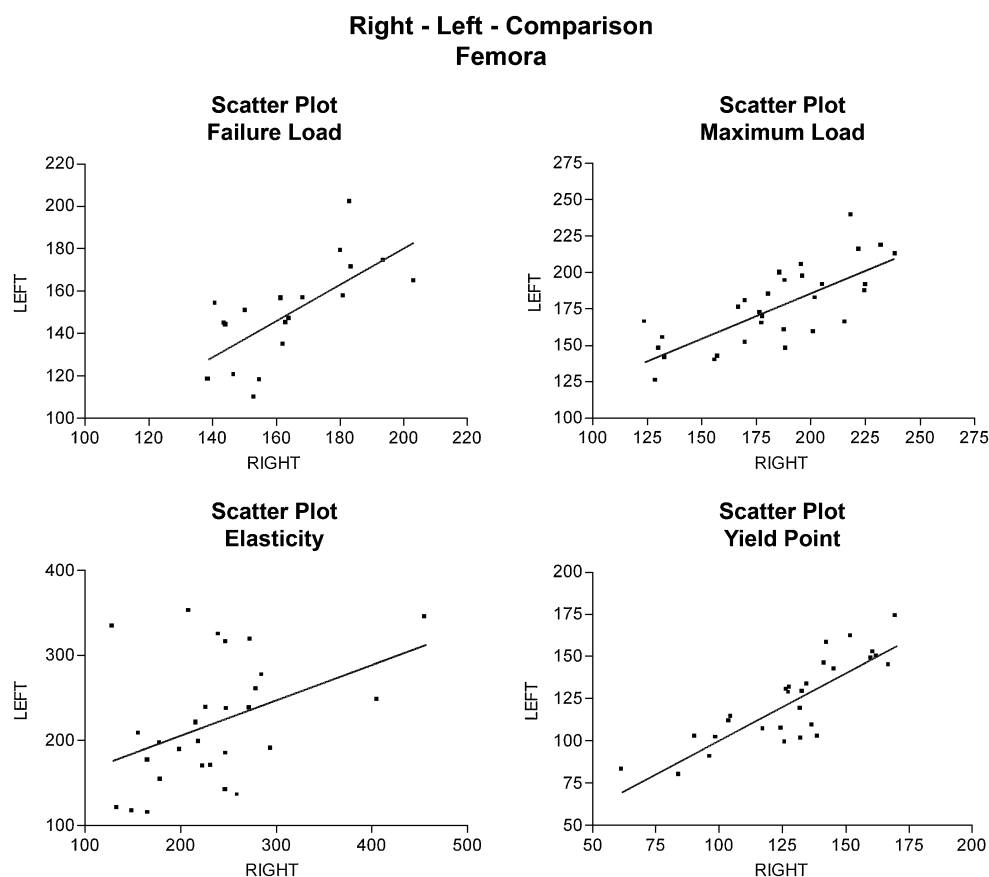 Right - Left - Comparison
Femora
Scatter Plot
Failure Load
220
200
180
160
140
120
100
LEFT
100 120 140 160 180 200 220
RIGHT
Scatter Plot
Maximum Load
275
250
225
200
175
150
125
100
LEFT
100 125 150 175 200 225 250 275
RIGHT
Scatter Plot
Elasticity
400
300
200
100
LEFT
100 200 300 400 500
RIGHT
Scatter Plot
Yield Point
200
175
150
125
100
75
50
LEFT
50 75 100 125 150 175 200
RIGHT